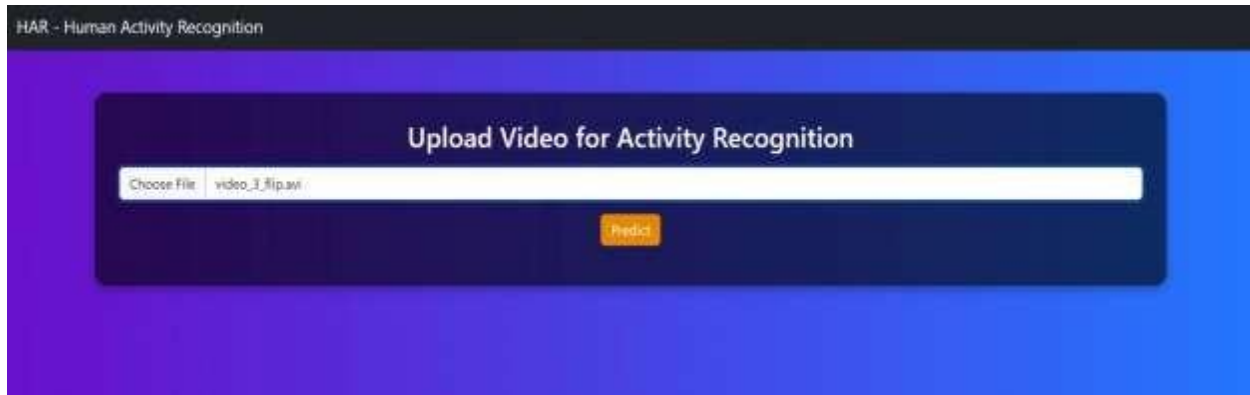 HAR - Human Activity Recognition
Upload Video for Activity Recognition
Choose File video_3_flip.avi
Predict